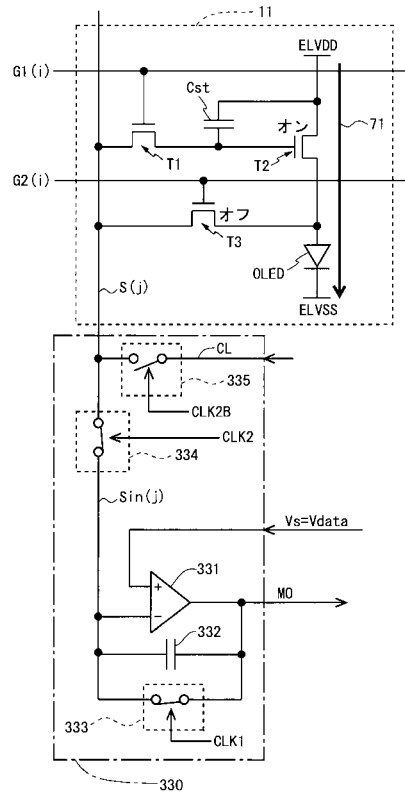 11
ELVDD
G1(i)
Cst
オン
71
T1
T2
G2(i)
オフ
T3
OLED
S(j)
ELVSS
CL
335
CLK2B
CLK2
334
Sin(j)
Vs=Vdata
331
+
MO
−
332
333
CLK1
330